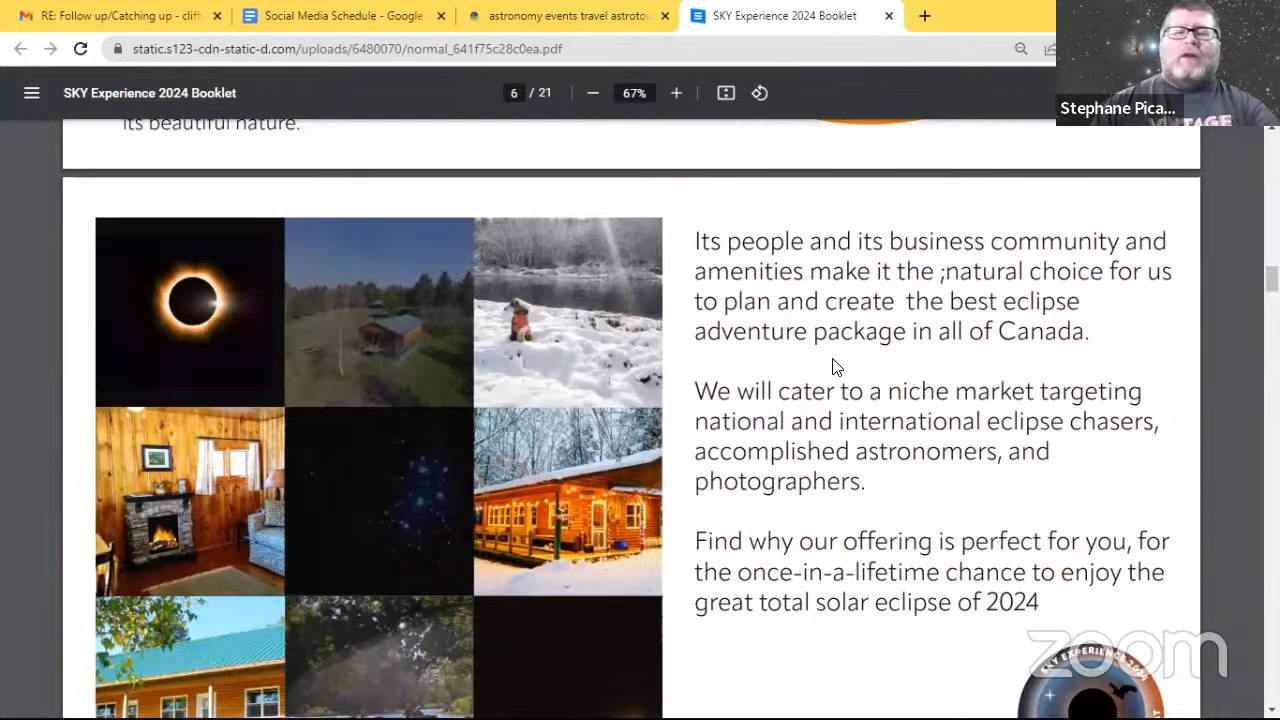 RE: Follow up/Catching up - cliff
Social Media Schedule - Google
astronomy events travel astrotou
SKY Experience 2024 Booklet
static.s123-cdn-static-d.com/uploads/6480070/normal_641f75c28c0ea.pdf
SKY Experience 2024 Booklet
6 / 21
67%
Stephane Pica...
VINTAGE
its beautiful nature.
Its people and its business community and
amenities make it the ;natural choice for us
to plan and create the best eclipse
adventure package in all of Canada.
We will cater to a niche market targeting
national and international eclipse chasers,
accomplished astronomers, and
photographers.
Find why our offering is perfect for you, for
the once-in-a-lifetime chance to enjoy the
great total solar eclipse of 2024
zoom
SKY EXPERIENCE 2024